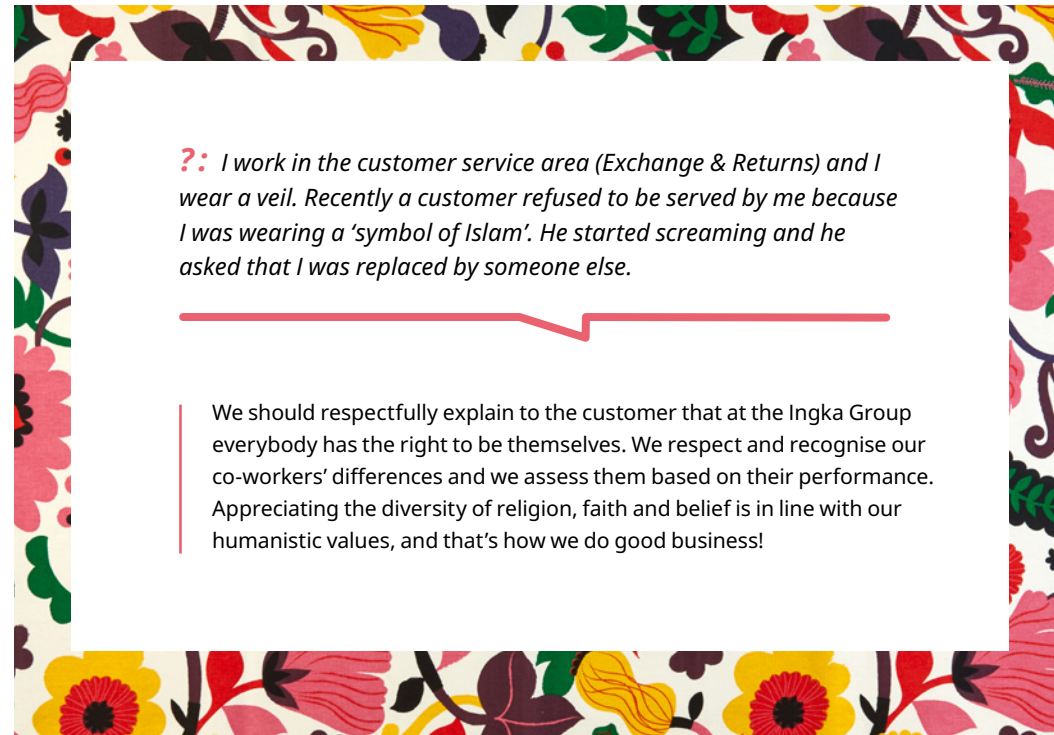 ?: I work in the customer service area (Exchange & Returns) and I
wear a veil. Recently a customer refused to be served by me because
I was wearing a ‘symbol of Islam’. He started screaming and he
asked that I was replaced by someone else.
We should respectfully explain to the customer that at the Ingka Group
everybody has the right to be themselves. We respect and recognise our
co-workers’ differences and we assess them based on their performance.
Appreciating the diversity of religion, faith and belief is in line with our
humanistic values, and that’s how we do good business!